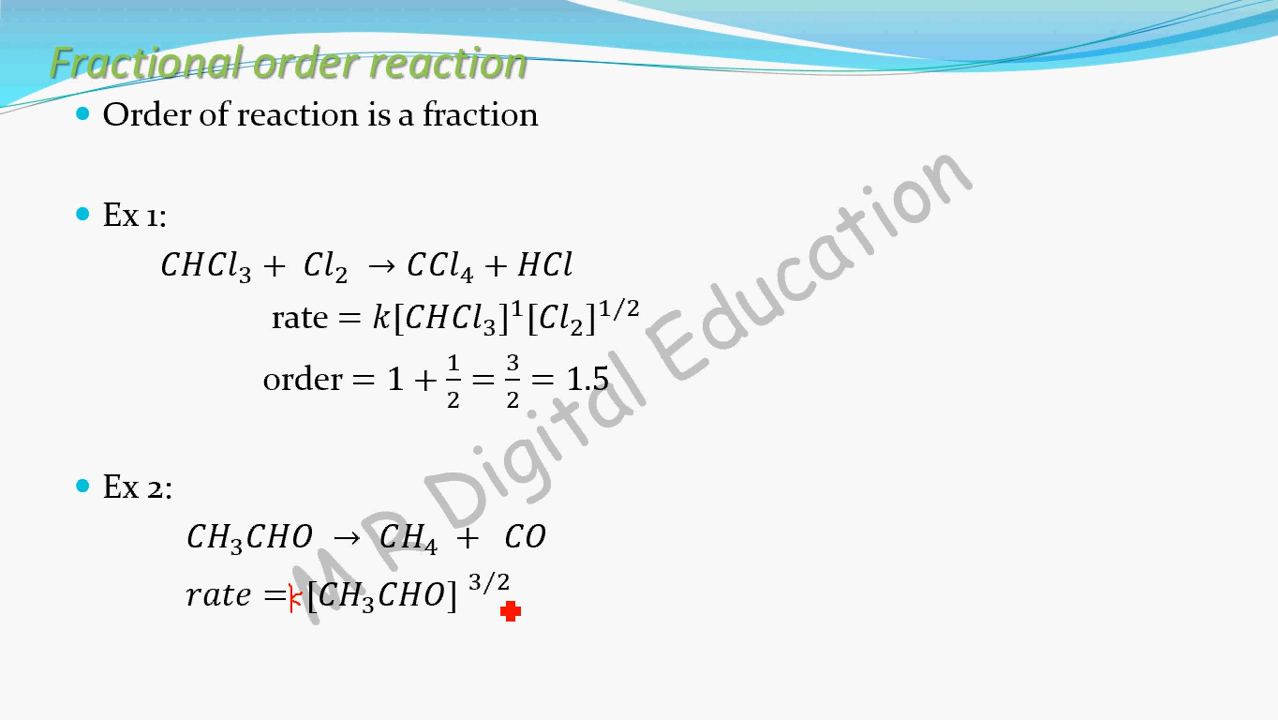 Fractional order reaction
• Order of reaction is a fraction
• Ex 1:
CHCl₃ + Cl₂ → CCl₄ + HCl
rate = k[CHCl₃]¹[Cl₂]¹/²
order = 1 + 1/2 = 3/2 = 1.5
• Ex 2:
CH₃CHO → CH₄ + CO
rate = k [CH₃CHO] ³/²
M R Digital Education